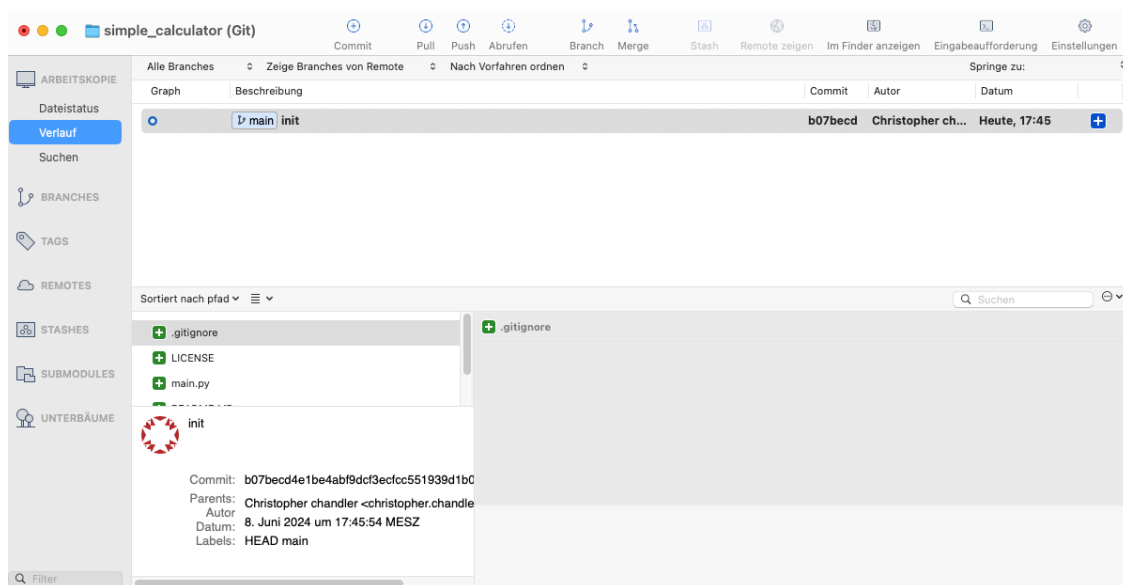 simple_calculator (Git)
Commit Pull Push Abrufen Branch Merge Stash Remote zeigen Im Finder anzeigen Eingabeaufforderung Einstellungen
ARBEITSKOPIE
Dateistatus
Verlauf
Suchen
BRANCHES
TAGS
REMOTES
STASHES
SUBMODULES
UNTERBÄUME
Filter
Alle Branches Zeige Branches von Remote Nach Vorfahren ordnen Springe zu:
Graph Beschreibung Commit Autor Datum
main init b07becd Christopher ch... Heute, 17:45
Sortiert nach pfad Suchen
.gitignore
LICENSE
main.py
.gitignore
init
Commit: b07becd4e1be4abf9dcf3ecfcc551939d1b0
Parents:
Autor Christopher chandler <christopher.chandle
Datum: 8. Juni 2024 um 17:45:54 MESZ
Labels: HEAD main